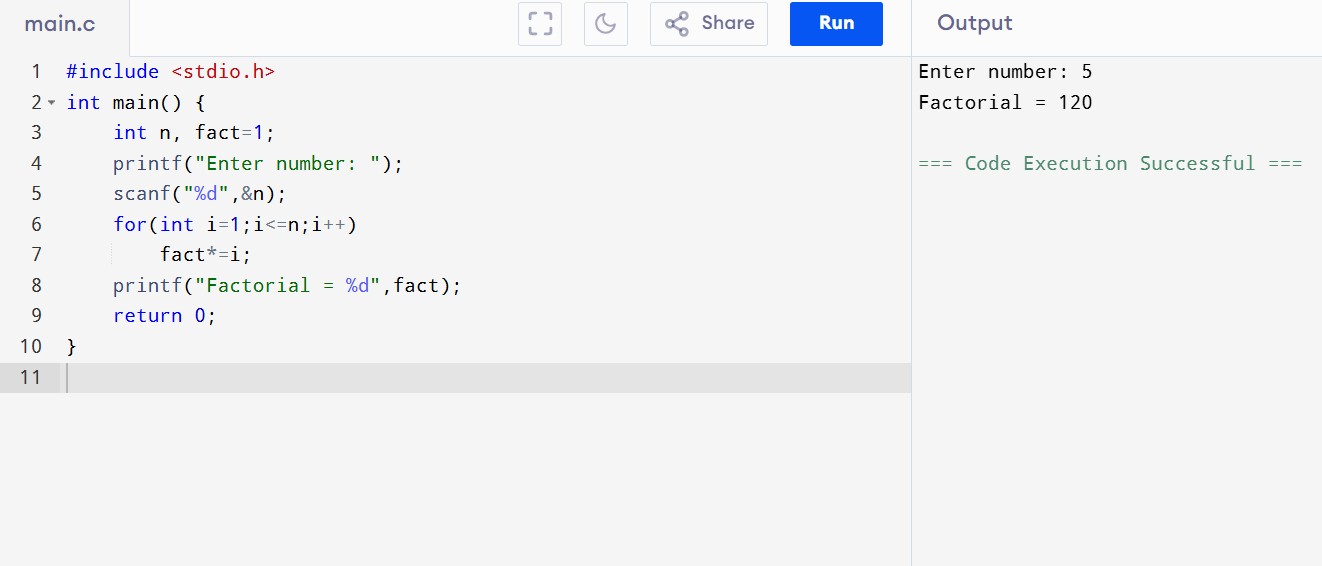 main.c
Share
Run
Output
1 #include <stdio.h>
2 int main() {
3     int n, fact=1;
4     printf("Enter number: ");
5     scanf("%d",&n);
6     for(int i=1;i<=n;i++)
7         fact*=i;
8     printf("Factorial = %d",fact);
9     return 0;
10 }
11
Enter number: 5
Factorial = 120
=== Code Execution Successful ===